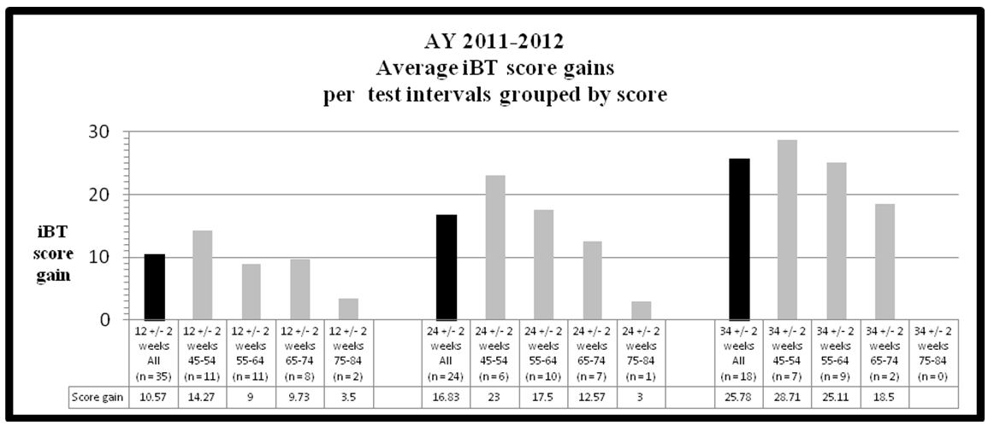 AY 2011-2012
Average iBT score gains
per test intervals grouped by score
30
20
10
0
iBT
score
gain
12 +/- 2 12 +/- 2 12 +/- 2 12 +/- 2 12 +/- 2 24 +/- 2 24 +/- 2 24 +/- 2 24 +/- 2 24 +/- 2 34 +/- 2 34 +/- 2 34 +/- 2 34 +/- 2 34 +/- 2
weeks weeks weeks weeks weeks weeks weeks weeks weeks weeks weeks weeks weeks weeks weeks
All 45-54 55-64 65-74 75-84 All 45-54 55-64 65-74 75-84 All 45-54 55-64 65-74 75-84
(n=35) (n=11) (n=11) (n=8) (n=2) (n=24) (n=6) (n=10) (n=7) (n=1) (n=18) (n=7) (n=9) (n=2) (n=0)
Score gain 10.57 14.27 9 9.73 3.5 16.83 23 17.5 12.57 3 25.78 28.71 25.11 18.5